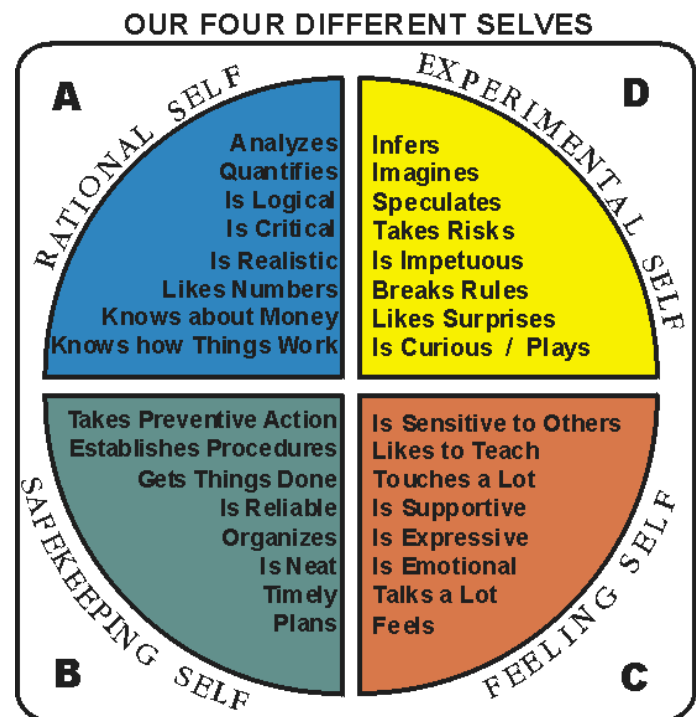 OUR FOUR DIFFERENT SELVES
A
RATIONAL SELF
Analyzes
Quantifies
Is Logical
Is Critical
Is Realistic
Likes Numbers
Knows about Money
Knows how Things Work
D
EXPERIMENTAL SELF
Infers
Imagines
Speculates
Takes Risks
Is Impetuous
Breaks Rules
Likes Surprises
Is Curious / Plays
B
SAFEKEEPING SELF
Takes Preventive Action
Establishes Procedures
Gets Things Done
Is Reliable
Organizes
Is Neat
Timely
Plans
C
FEELING SELF
Is Sensitive to Others
Likes to Teach
Touches a Lot
Is Supportive
Is Expressive
Is Emotional
Talks a Lot
Feels